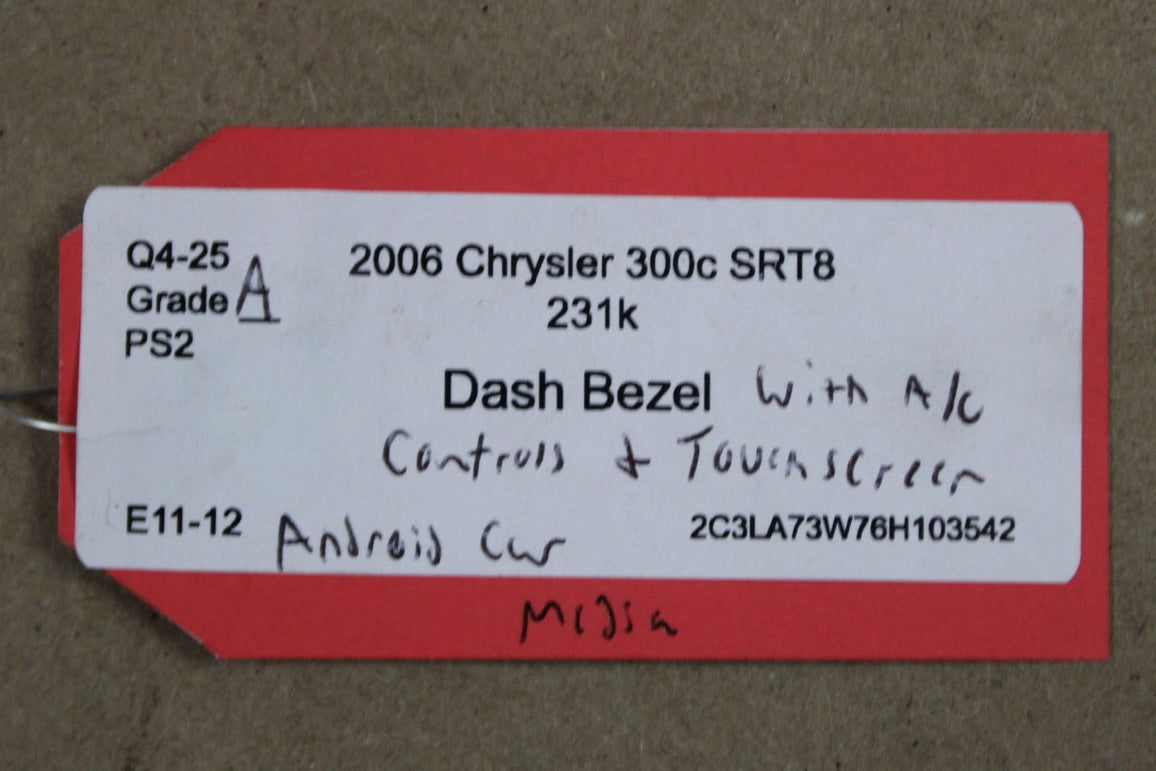 Q4-25
Grade A
PS2
2006 Chrysler 300c SRT8
231k
Dash Bezel With A/C
Controls & Touchscreen
E11-12
Android Car
2C3LA73W76H103542
Media